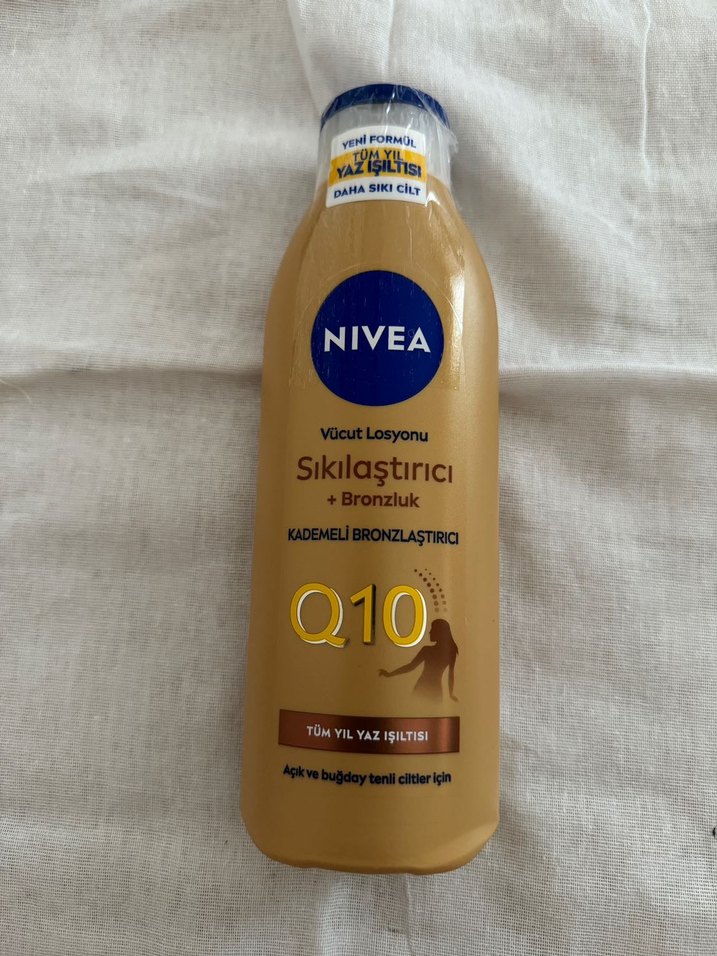 YENİ FORMÜL
TÜM YIL
YAZ IŞILTISI
DAHA SIKI CİLT
NIVEA
Vücut Losyonu
Sıkılaştırıcı
+ Bronzluk
KADEMELİ BRONZLAŞTIRICI
Q10
TÜM YIL YAZ IŞILTISI
Açık ve buğday tenli ciltler için